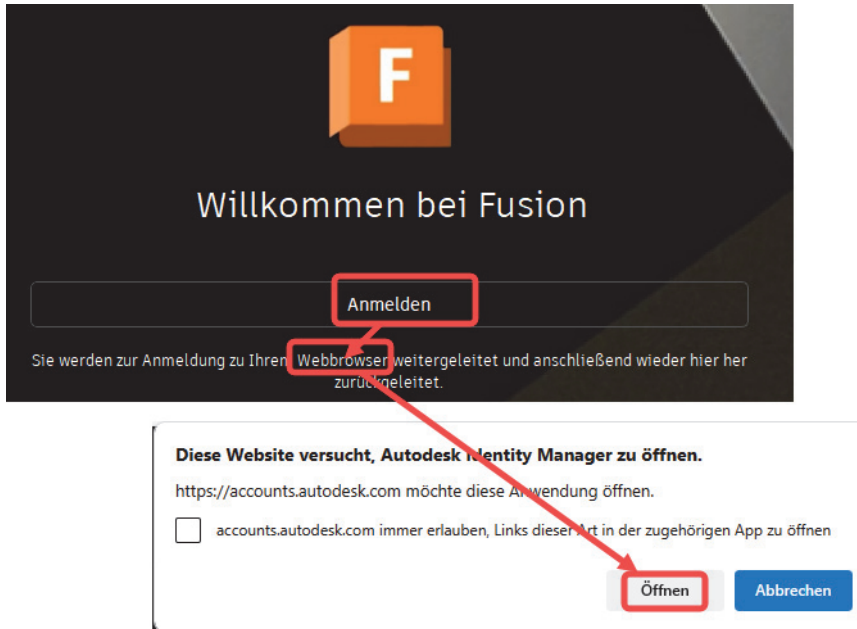 F
Willkommen bei Fusion
Anmelden
Sie werden zur Anmeldung zu Ihrem Webbrowser weitergeleitet und anschließend wieder hier her
zurückgeleitet.
Diese Website versucht, Autodesk Identity Manager zu öffnen.
https://accounts.autodesk.com möchte diese Anwendung öffnen.
accounts.autodesk.com immer erlauben, Links dieser Art in der zugehörigen App zu öffnen
Öffnen Abbrechen